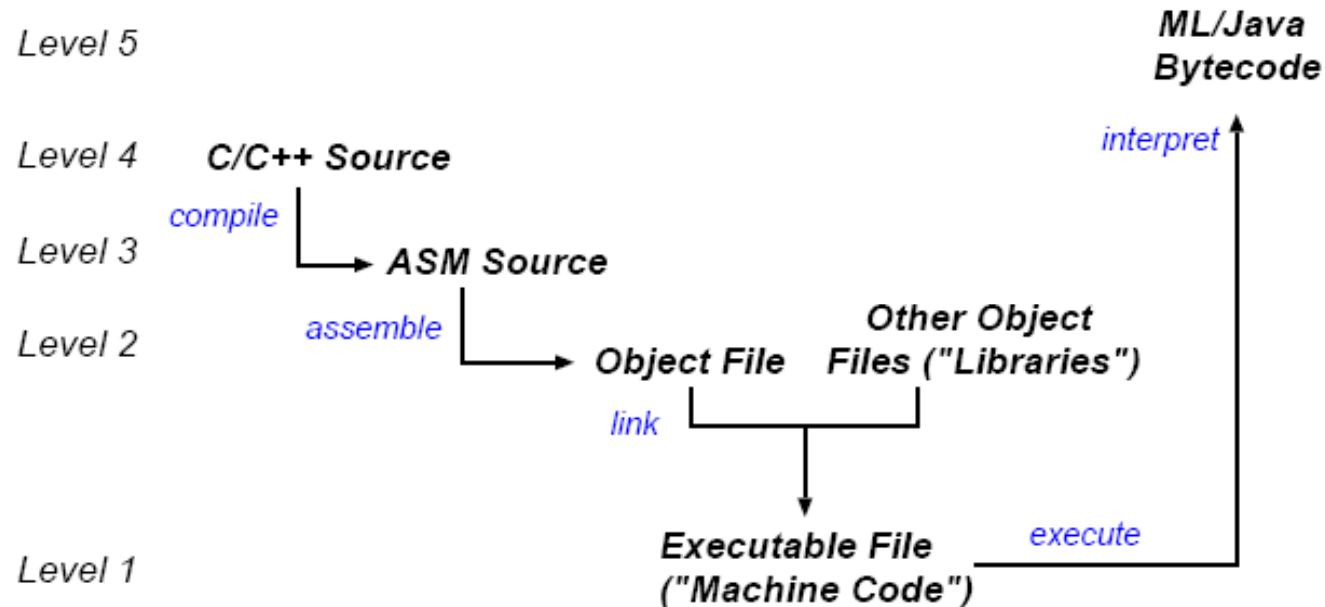 Level 5
ML/Java
Bytecode
interpret
Level 4
C/C++ Source
compile
Level 3
ASM Source
assemble
Level 2
Object File
Other Object
Files ("Libraries")
link
Executable File
("Machine Code")
execute
Level 1